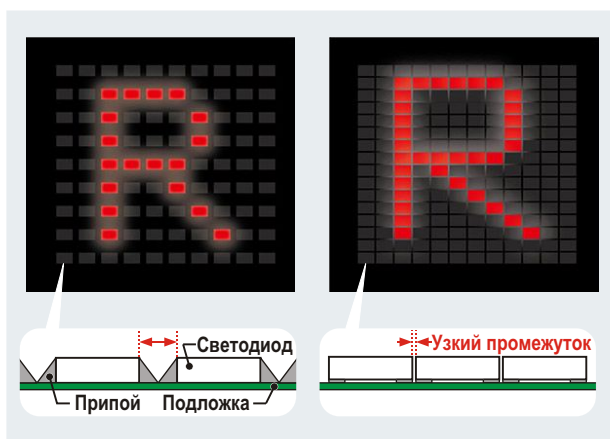 R
R
Светодиод
Припой
Подложка
Узкий промежуток